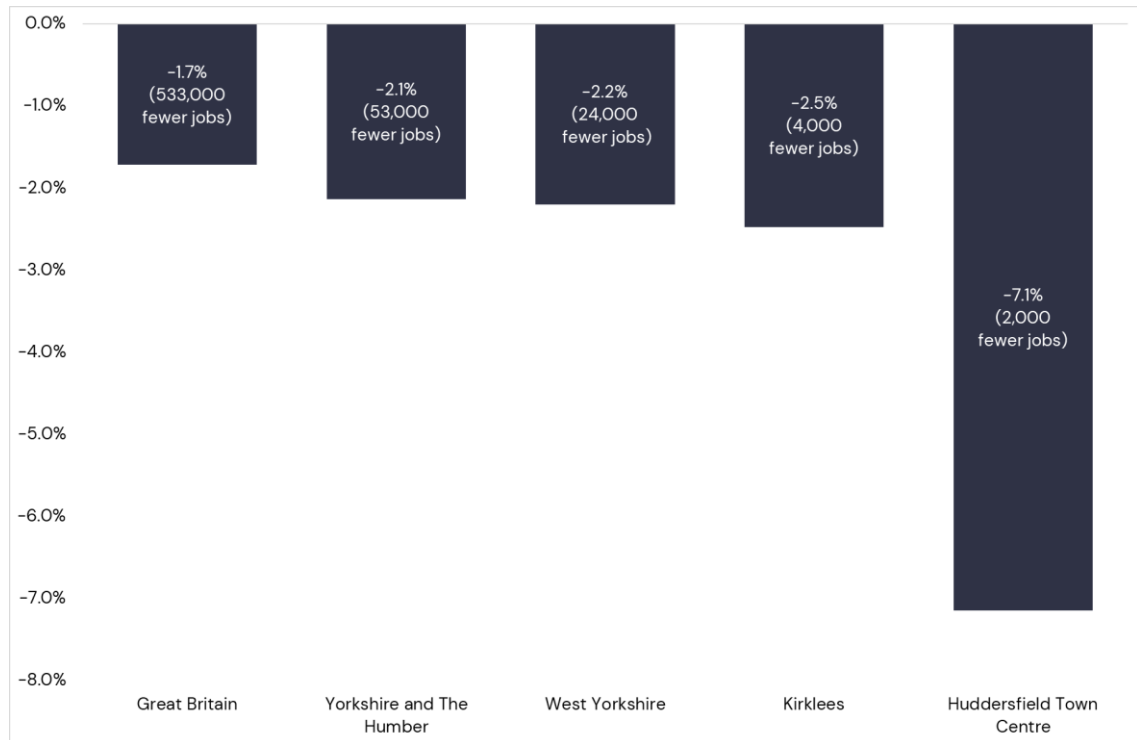 0.0%
-1.0%
-2.0%
-3.0%
-4.0%
-5.0%
-6.0%
-7.0%
-8.0%
-1.7%
(533,000
fewer jobs)
-2.1%
(53,000
fewer jobs)
-2.2%
(24,000
fewer jobs)
-2.5%
(4,000
fewer jobs)
-7.1%
(2,000
fewer jobs)
Great Britain
Yorkshire and The
Humber
West Yorkshire
Kirklees
Huddersfield Town
Centre